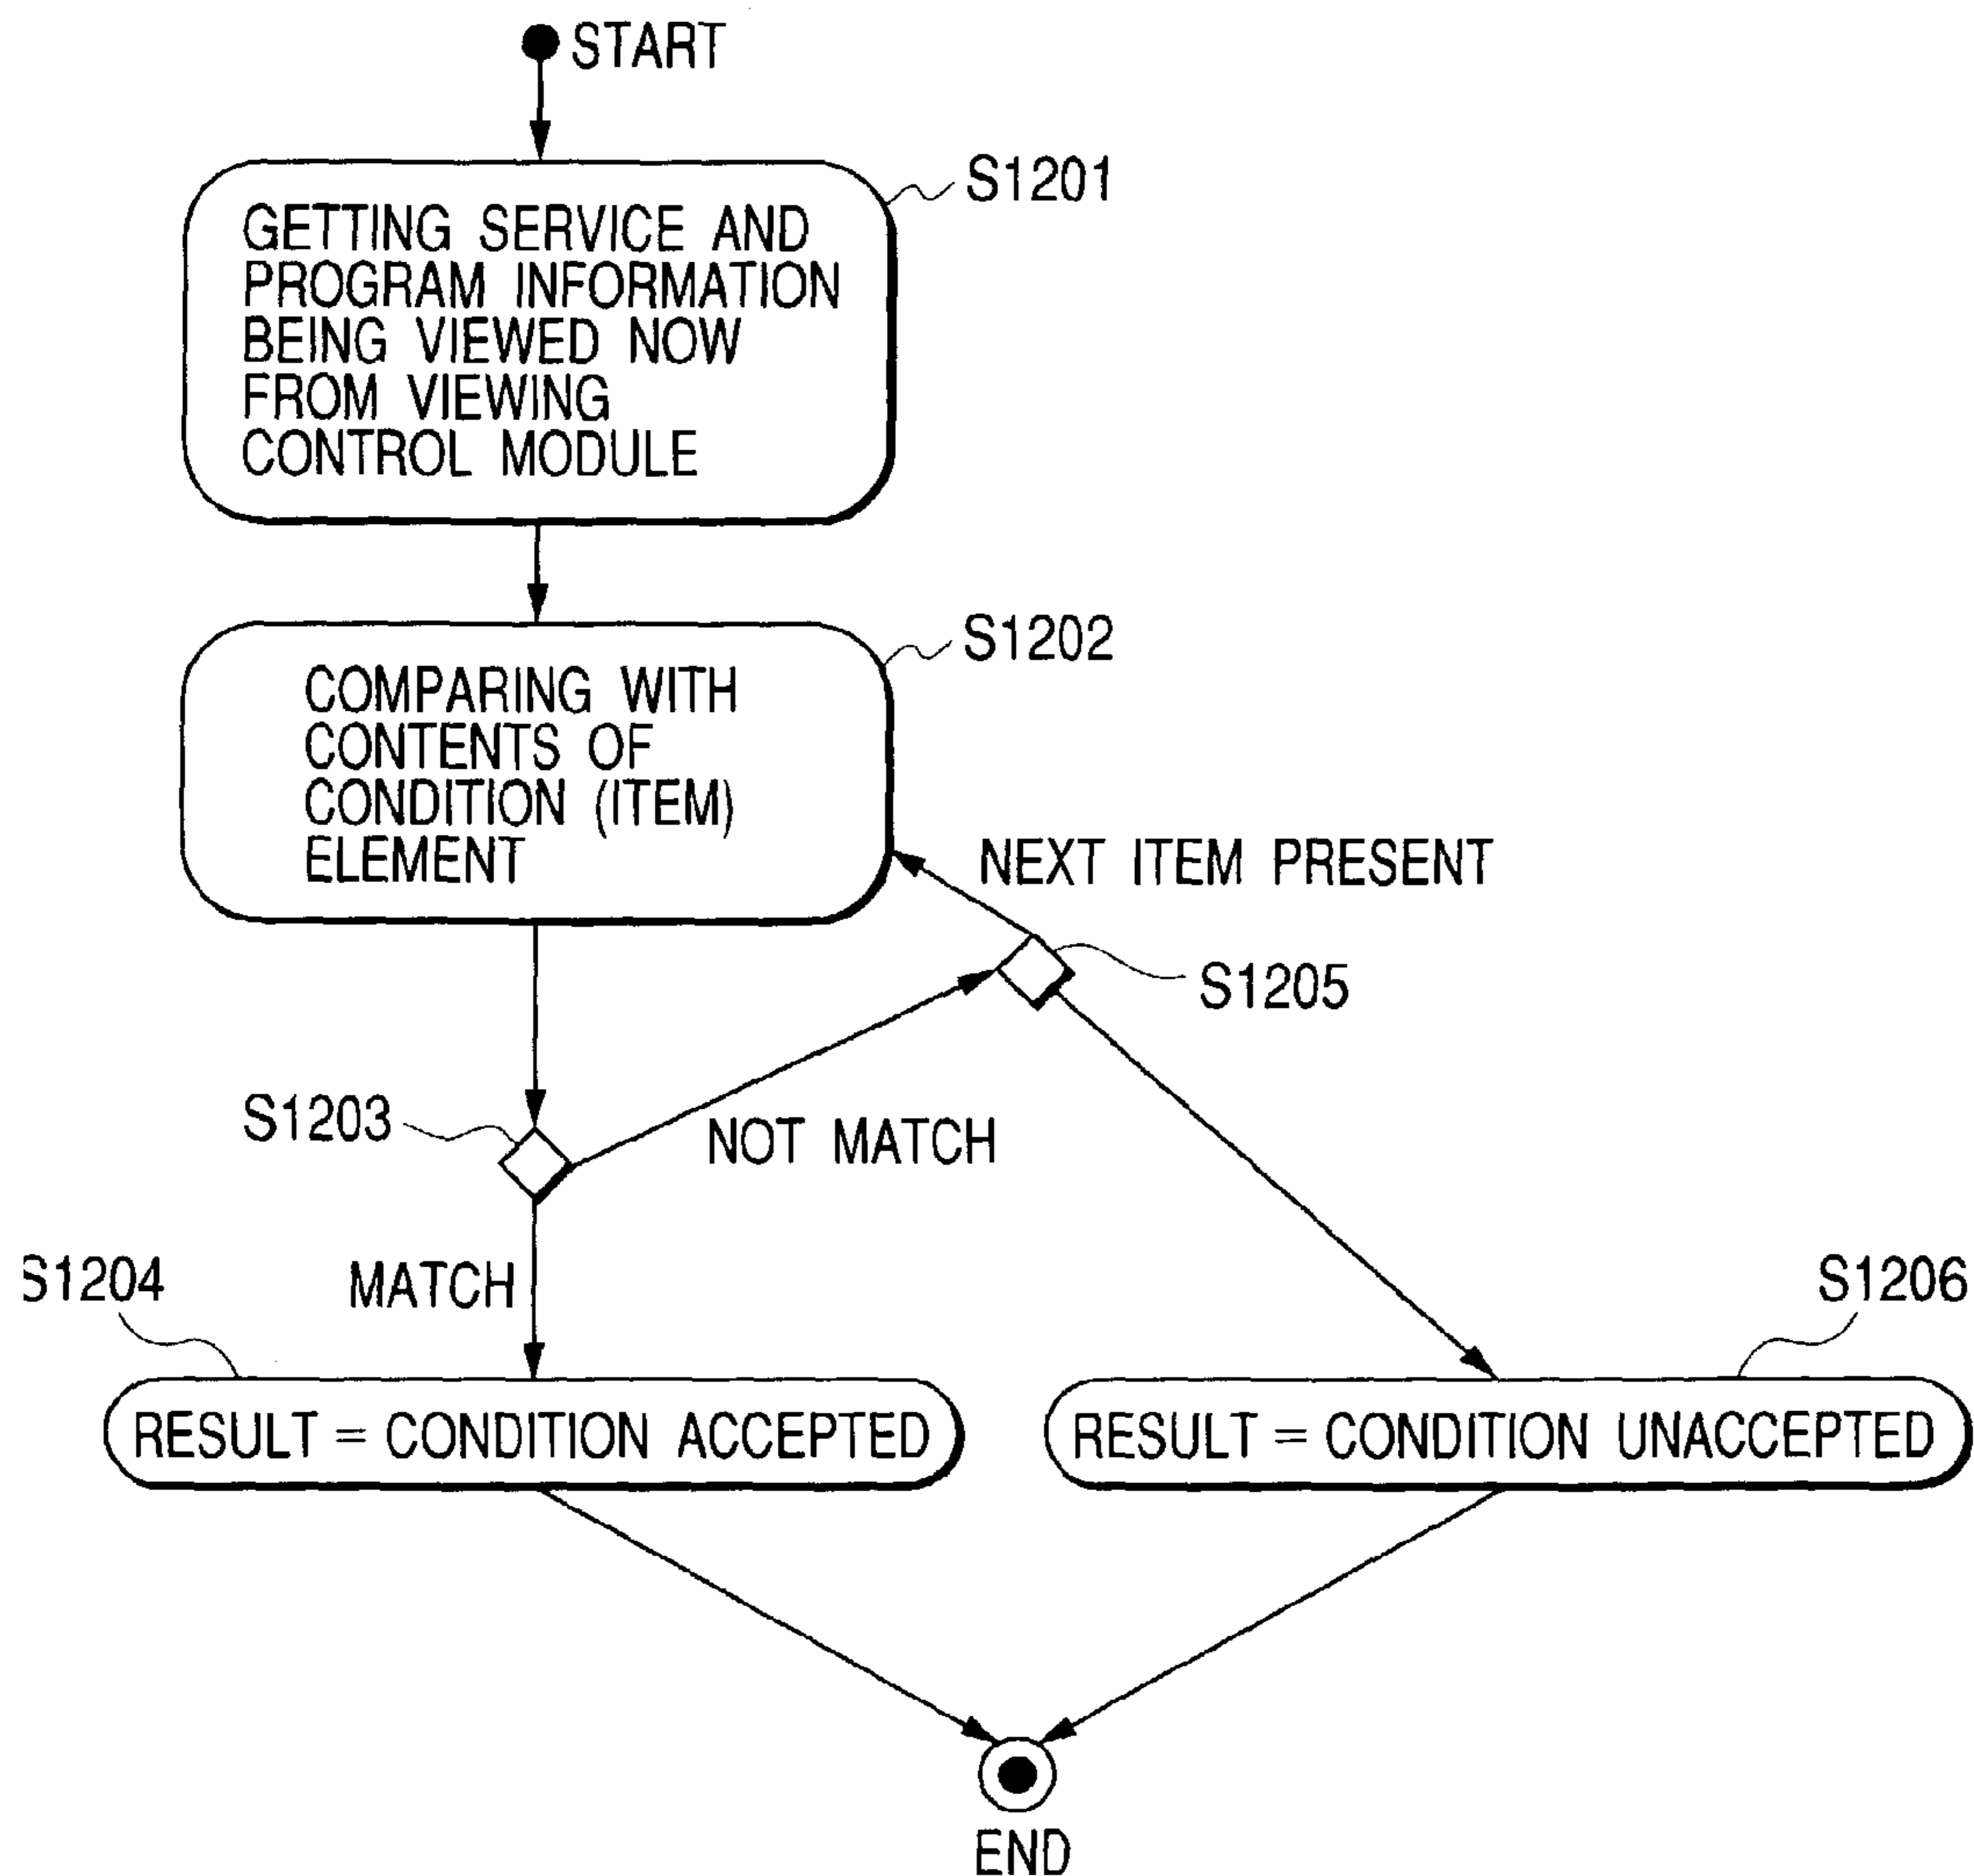 START
S1201
GETTING SERVICE AND
PROGRAM INFORMATION
BEING VIEWED NOW
FROM VIEWING
CONTROL MODULE
S1202
COMPARING WITH
CONTENTS OF
CONDITION (ITEM)
ELEMENT
NEXT ITEM PRESENT
S1205
S1203
NOT MATCH
S1204
MATCH
S1206
RESULT = CONDITION ACCEPTED
RESULT = CONDITION UNACCEPTED
END